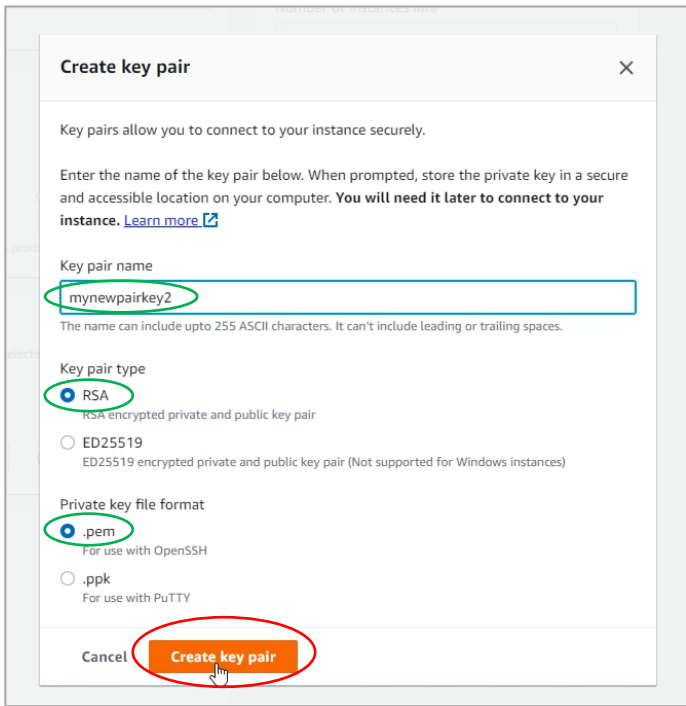 Number of instances Info
Create key pair
Key pairs allow you to connect to your instance securely.
Enter the name of the key pair below. When prompted, store the private key in a secure
and accessible location on your computer. You will need it later to connect to your
instance. Learn more
Key pair name
mynewpairkey2
The name can include upto 255 ASCII characters. It can't include leading or trailing spaces.
Key pair type
RSA
RSA encrypted private and public key pair
ED25519
ED25519 encrypted private and public key pair (Not supported for Windows instances)
Private key file format
.pem
For use with OpenSSH
.ppk
For use with PuTTY
Cancel
Create key pair